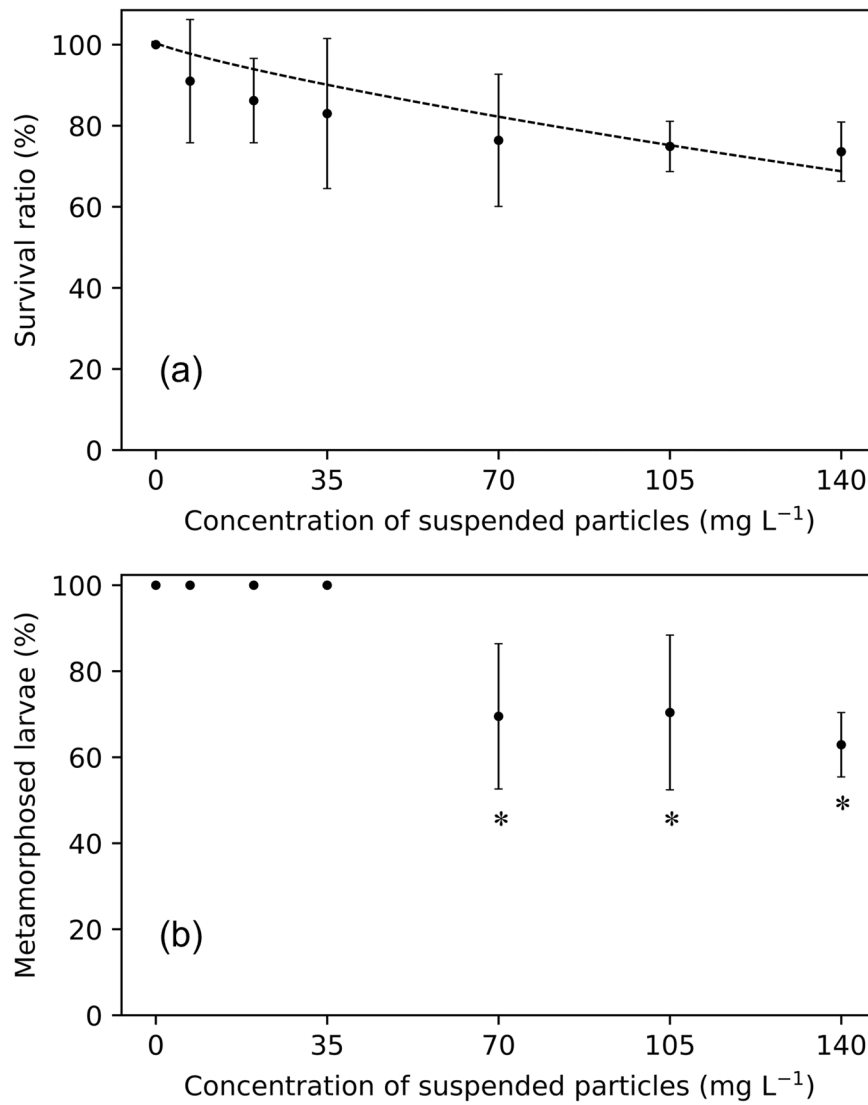 100
80
60
40
20
0
Survival ratio (%)
(a)
0 35 70 105 140
Concentration of suspended particles (mg L⁻¹)
100
80
60
40
20
0
Metamorphosed larvae (%)
* * *
(b)
0 35 70 105 140
Concentration of suspended particles (mg L⁻¹)